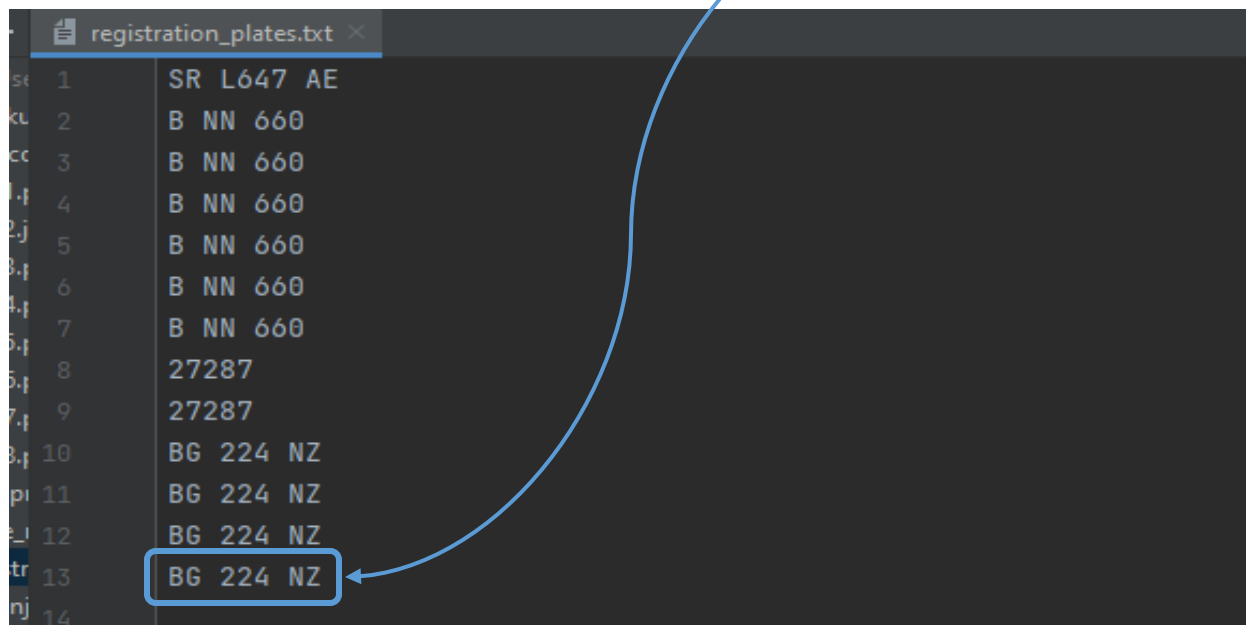 registration_plates.txt
1 SR L647 AE
2 B NN 660
3 B NN 660
4 B NN 660
5 B NN 660
6 B NN 660
7 B NN 660
8 27287
9 27287
10 BG 224 NZ
11 BG 224 NZ
12 BG 224 NZ
13 BG 224 NZ
14